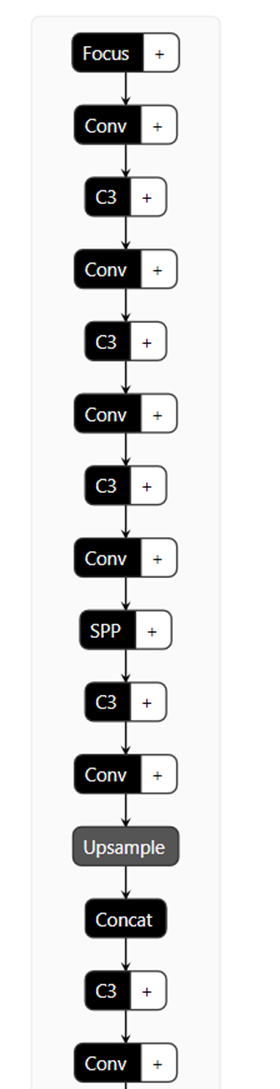 Focus +
Conv +
C3 +
Conv +
C3 +
Conv +
C3 +
Conv +
SPP +
C3 +
Conv +
Upsample
Concat
C3 +
Conv +